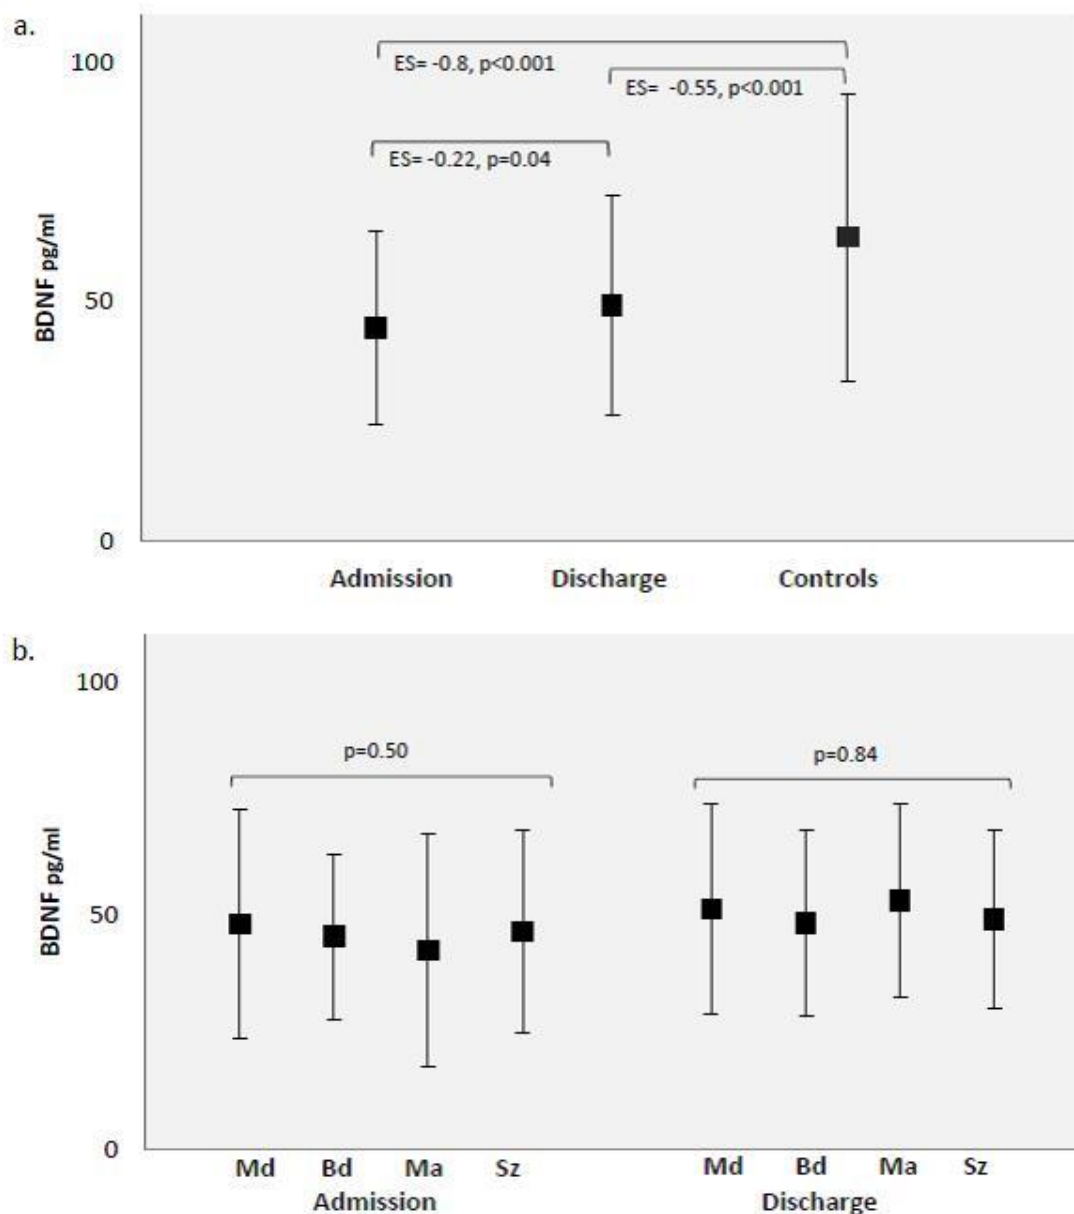 a.
100
ES= -0.8, p<0.001
ES= -0.55, p<0.001
ES= -0.22, p=0.04
BDNF pg/ml
50
0
Admission Discharge Controls
b.
100
p=0.50 p=0.84
BDNF pg/ml
50
0
Md Bd Ma Sz Md Bd Ma Sz
Admission Discharge